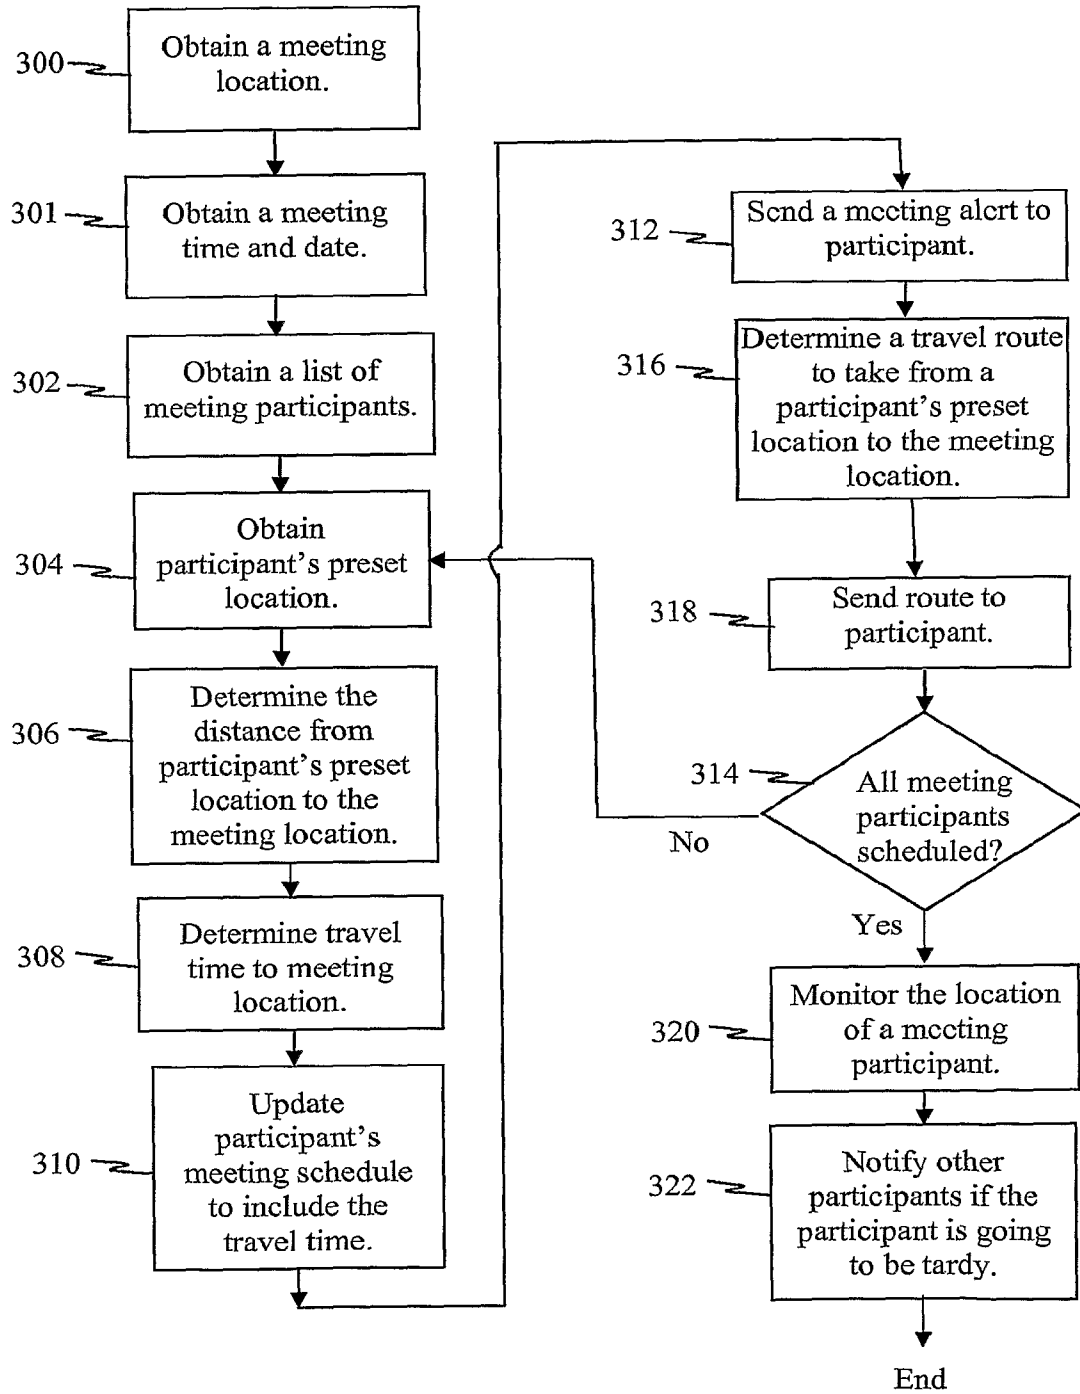 300
Obtain a meeting
location.
301
Obtain a meeting
time and date.
302
Obtain a list of
meeting participants.
304
Obtain
participant's preset
location.
306
Determine the
distance from
participant's preset
location to the
meeting location.
308
Determine travel
time to meeting
location.
310
Update
participant's
meeting schedule
to include the
travel time.
312
Send a meeting alert to
participant.
316
Determine a travel route
to take from a
participant's preset
location to the meeting
location.
318
Send route to
participant.
314
All meeting
participants
scheduled?
No
Yes
320
Monitor the location
of a meeting
participant.
322
Notify other
participants if the
participant is going
to be tardy.
End